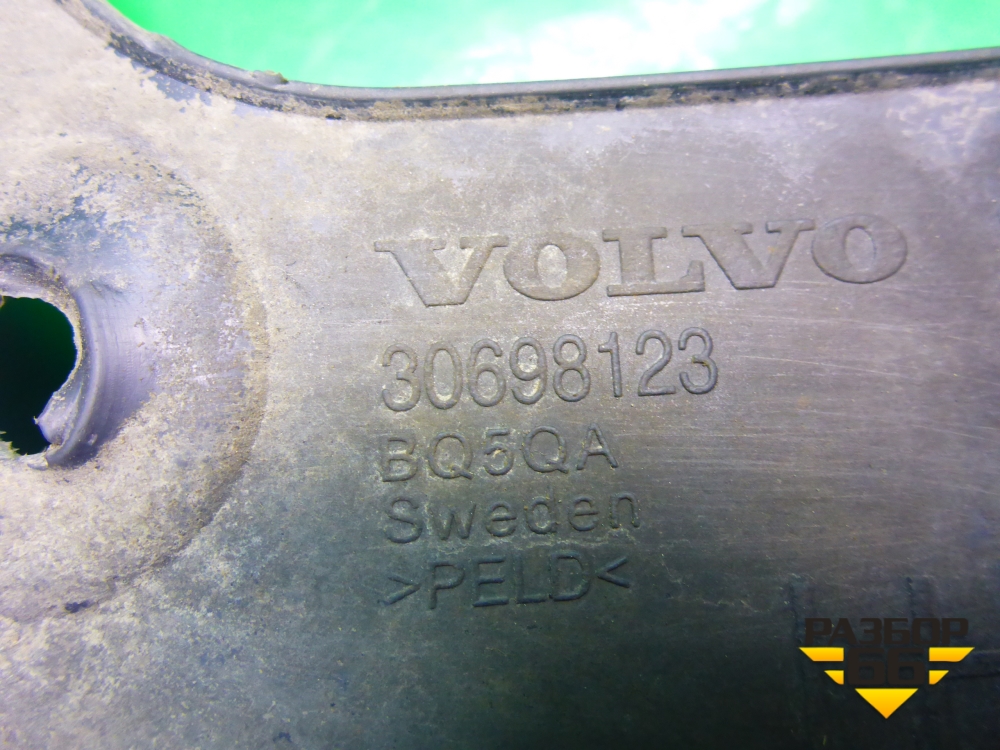 VOLVO
30698123
BQ5QA
Sweden
>PELD<
РАЗБОР
66